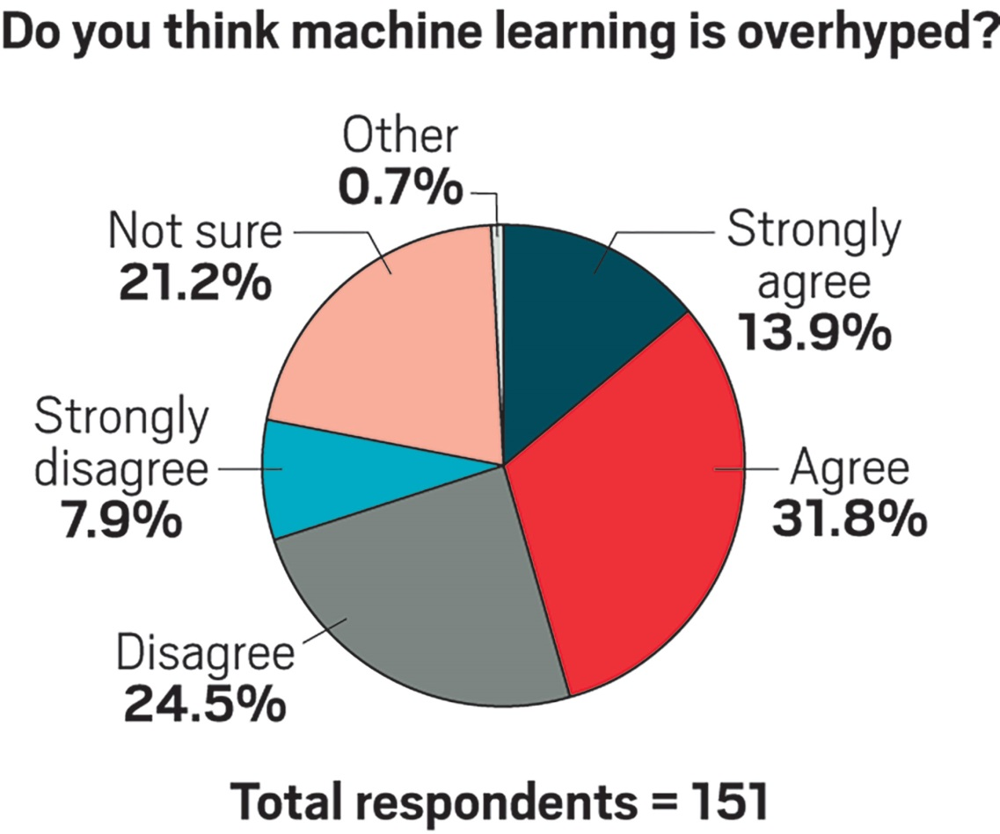 Do you think machine learning is overhyped?
Other
0.7%
Strongly
agree
13.9%
Agree
31.8%
Disagree
24.5%
Strongly
disagree
7.9%
Not sure
21.2%
Total respondents = 151